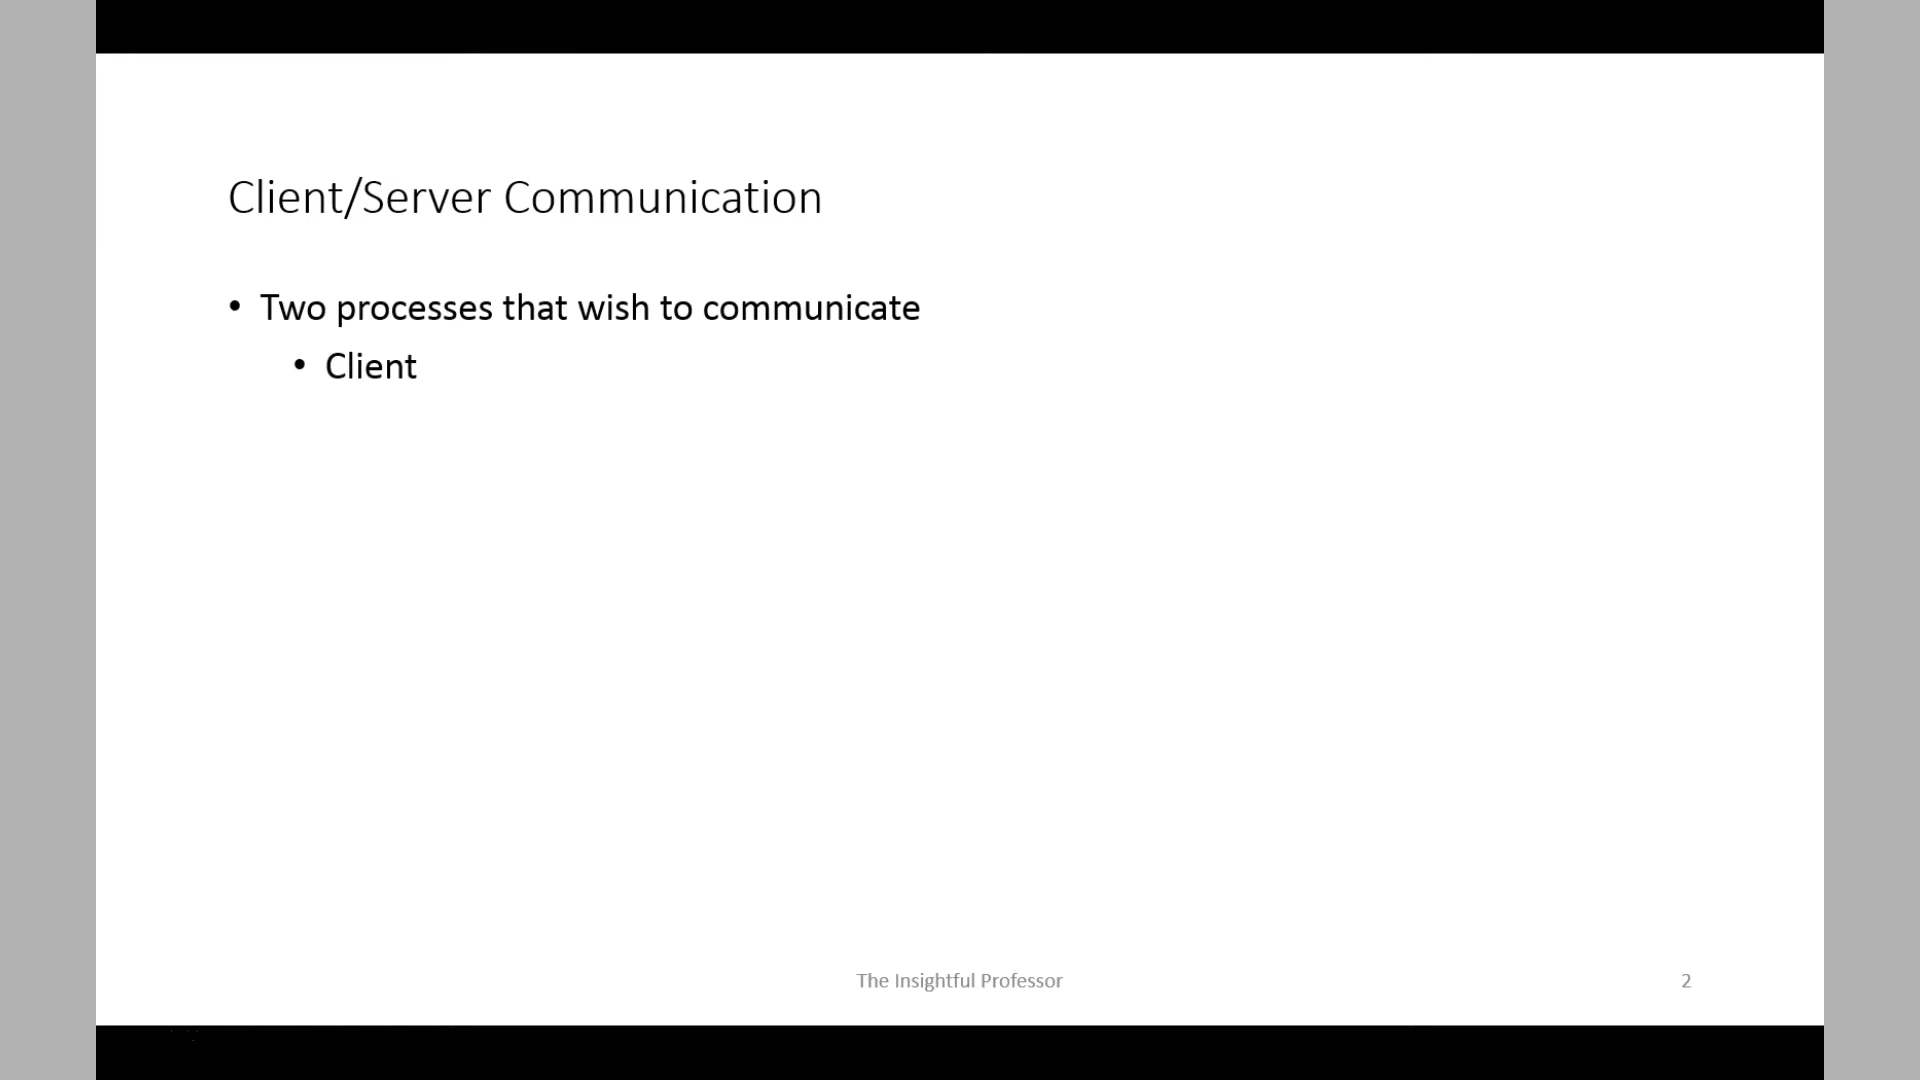 Client/Server Communication
• Two processes that wish to communicate
• Client
The Insightful Professor
2